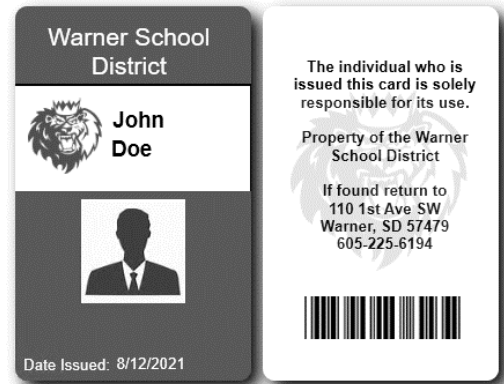 Warner School
District
John
Doe
Date Issued: 8/12/2021
The individual who is
issued this card is solely
responsible for its use.
Property of the Warner
School District
If found return to
110 1st Ave SW
Warner, SD 57479
605-225-6194